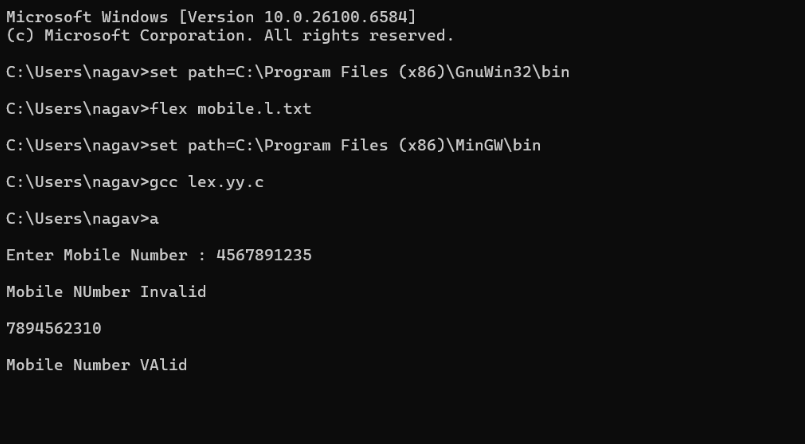 Microsoft Windows [Version 10.0.26100.6584]
(c) Microsoft Corporation. All rights reserved.
C:\Users\nagav>set path=C:\Program Files (x86)\GnuWin32\bin
C:\Users\nagav>flex mobile.l.txt
C:\Users\nagav>set path=C:\Program Files (x86)\MinGW\bin
C:\Users\nagav>gcc lex.yy.c
C:\Users\nagav>a
Enter Mobile Number : 4567891235
Mobile NUmber Invalid
7894562310
Mobile Number VAlid